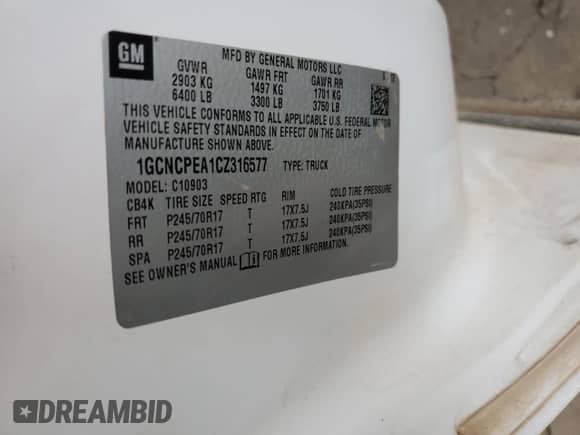 GM
MFD BY GENERAL MOTORS LLC
GVWR GAWR FRT GAWR RR
2903 KG 1497 KG 1701 KG
6400 LB 3300 LB 3750 LB
THIS VEHICLE CONFORMS TO ALL APPLICABLE U.S. FEDERAL MOTOR
VEHICLE SAFETY STANDARDS IN EFFECT ON THE DATE OF
MANUFACTURE SHOWN ABOVE.
1GCNCPEA1CZ316577 TYPE: TRUCK
MODEL: C10903
CB4K TIRE SIZE SPEED RTG RIM COLD TIRE PRESSURE
FRT P245/70R17 T 17X7.5J 240KPA(35PSI)
RR P245/70R17 T 17X7.5J 240KPA(35PSI)
SPA P245/70R17 T 17X7.5J 240KPA(35PSI)
SEE OWNER'S MANUAL FOR MORE INFORMATION.
DREAMBID